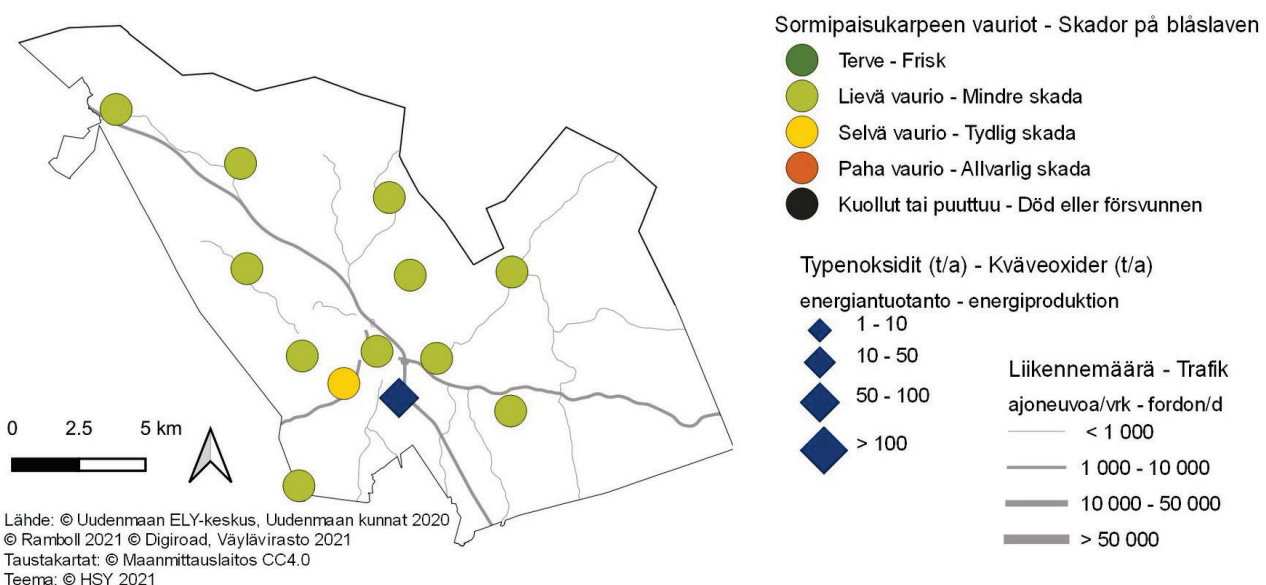 Sormipaisukarpeen vauriot - Skador på blåslaven
Terve - Frisk
Lievä vaurio - Mindre skada
Selvä vaurio - Tydlig skada
Paha vaurio - Allvarlig skada
Kuollut tai puuttuu - Död eller försvunnen
Typenoksidit (t/a) - Kväveoxider (t/a)
energiantuotanto - energiproduktion
1 - 10
10 - 50
50 - 100
> 100
Liikennemäärä - Trafik
ajoneuvoa/vrk - fordon/d
< 1 000
1 000 - 10 000
10 000 - 50 000
> 50 000
0 2.5 5 km
Lähde: © Uudenmaan ELY-keskus, Uudenmaan kunnat 2020
© Ramboll 2021 © Digiroad, Väylävirasto 2021
Taustakartat: © Maanmittauslaitos CC4.0
Teema: © HSY 2021